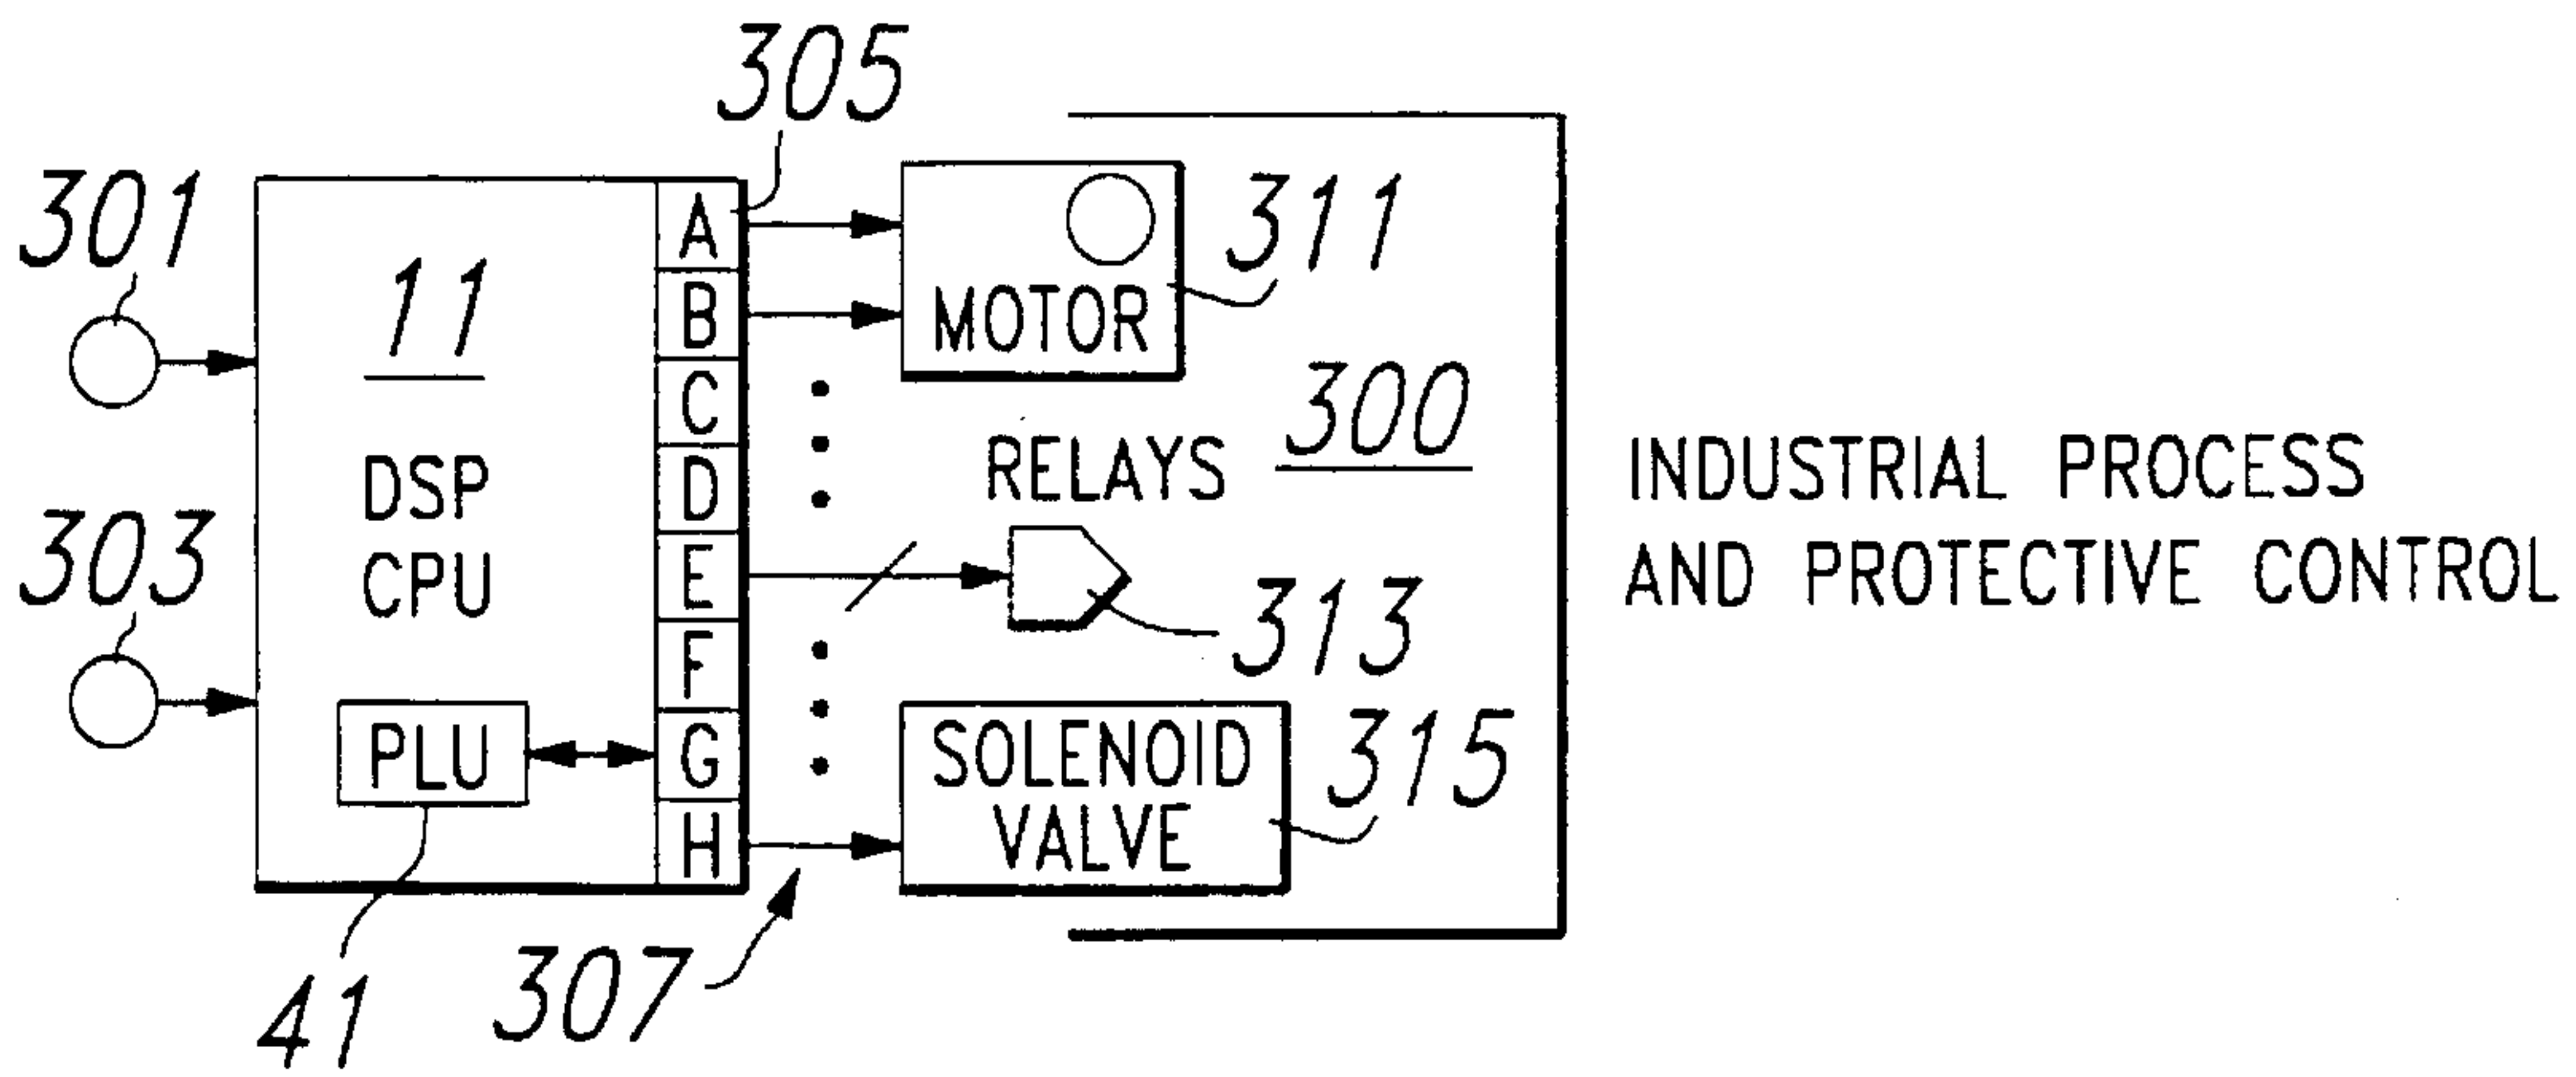 305
301
A
311
11
B
MOTOR
C
300
RELAYS
INDUSTRIAL PROCESS
DSP
D
303
CPU
E
AND PROTECTIVE CONTROL
313
F
PLU
G
SOLENOID
315
VALVE
H
307
41